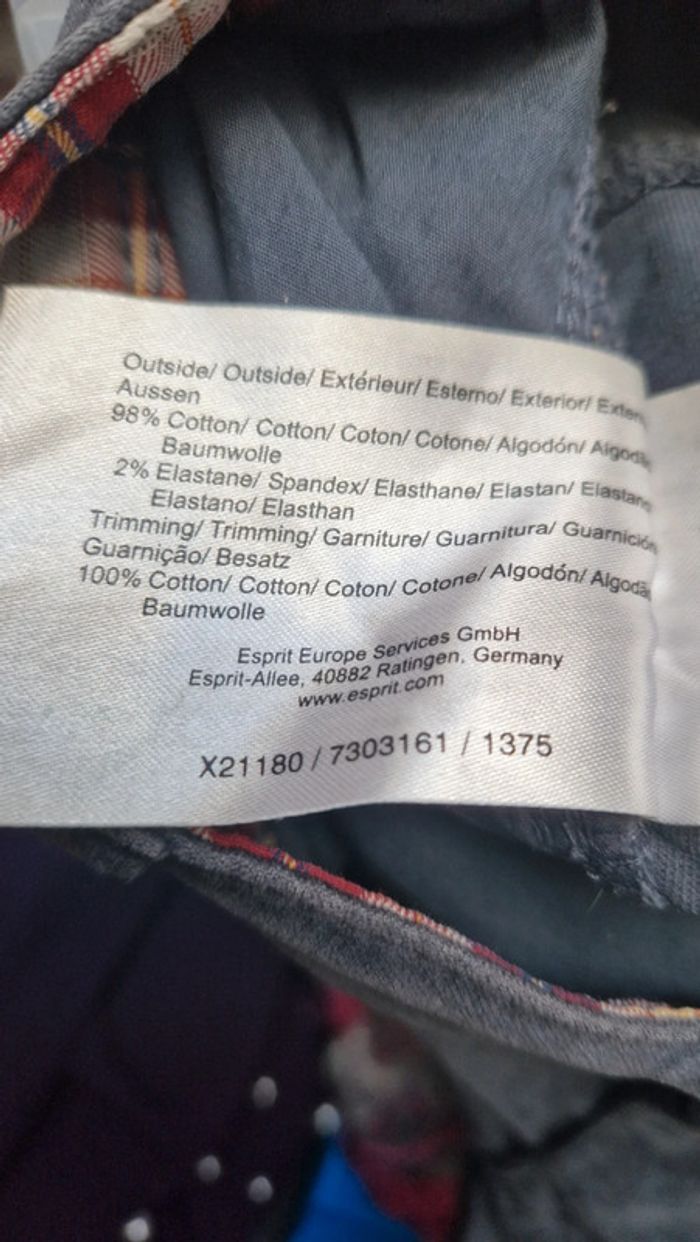 Outside/ Outside/ Extérieur/ Esterno/ Exterior/
Aussen
98% Cotton/ Cotton/ Coton/ Cotone/ Algodón/
Baumwolle
2% Elastane/ Spandex/ Elasthane/ Elastan/
Elastano/ Elasthan
Trimming/ Trimming/ Garniture/ Guarnitura/ Guarnición
Guarnição/ Besatz
100% Cotton/ Cotton/ Coton/ Cotone/ Algodón/
Baumwolle
Esprit Europe Services GmbH
Esprit-Allee, 40882 Ratingen, Germany
www.esprit.com
X21180 / 7303161 / 1375